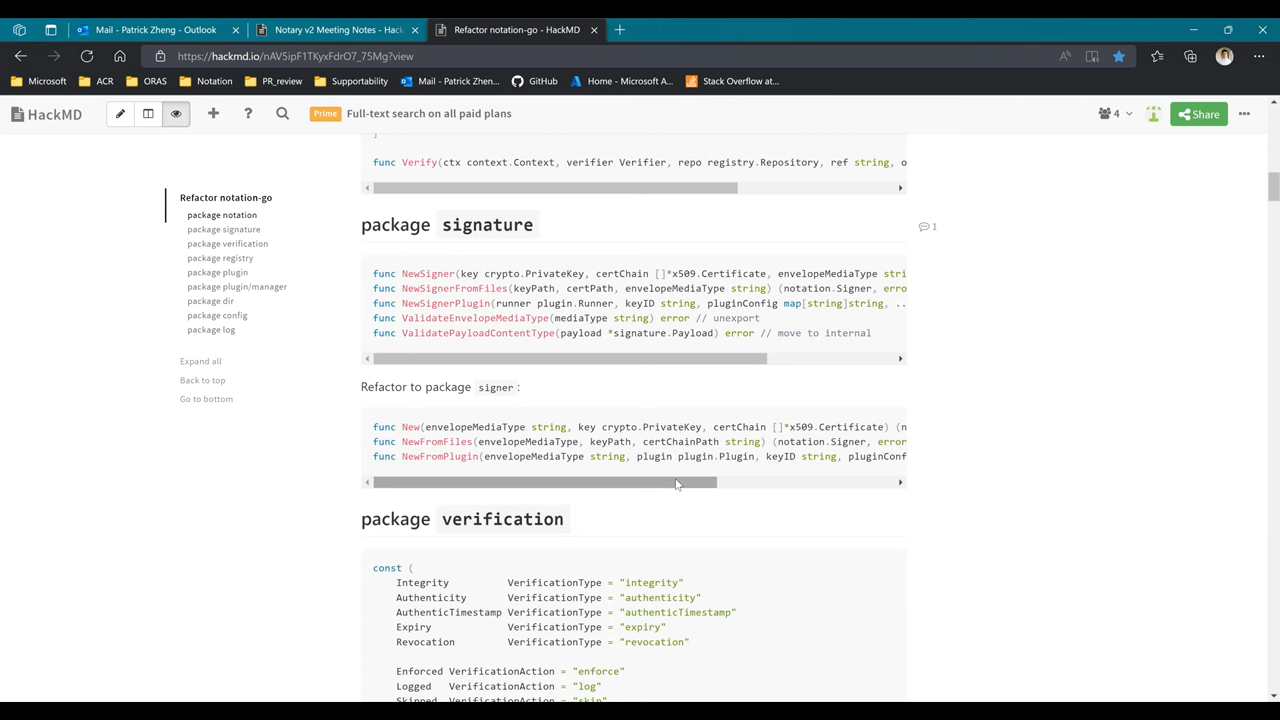 Mail - Patrick Zheng - Outlook
Notary v2 Meeting Notes - Hac
Refactor notation-go - HackMD
https://hackmd.io/nAV5ipF1TKyxFdrO7_75Mg?view
Microsoft
ACR
ORAS
Notation
PR_review
Supportability
Mail - Patrick Zhen...
GitHub
Home - Microsoft A...
Stack Overflow at...
HackMD
Prime
Full-text search on all paid plans
4
Share
Refactor notation-go
package notation
package signature
package verification
package registry
package plugin
package plugin/manager
package dir
package config
package log
Expand all
Back to top
Go to bottom
}
func Verify(ctx context.Context, verifier Verifier, repo registry.Repository, ref string, o
package signature
1
func NewSigner(key crypto.PrivateKey, certChain []*x509.Certificate, envelopeMediaType stri
func NewSignerFromFiles(keyPath, certPath, envelopeMediaType string) (notation.Signer, erro
func NewSignerPlugin(runner plugin.Runner, keyID string, pluginConfig map[string]string, ..
func ValidateEnvelopeMediaType(mediaType string) error // unexport
func ValidatePayloadContentType(payload *signature.Payload) error // move to internal
Refactor to package signer:
func New(envelopeMediaType string, key crypto.PrivateKey, certChain []*x509.Certificate) (n
func NewFromFiles(envelopeMediaType, keyPath, certChainPath string) (notation.Signer, error
func NewFromPlugin(envelopeMediaType string, plugin plugin.Plugin, keyID string, pluginConf
package verification
const (
Integrity VerificationType = "integrity"
Authenticity VerificationType = "authenticity"
AuthenticTimestamp VerificationType = "authenticTimestamp"
Expiry VerificationType = "expiry"
Revocation VerificationType = "revocation"
Enforced VerificationAction = "enforce"
Logged VerificationAction = "log"
Skipped VerificationAction = "skip"